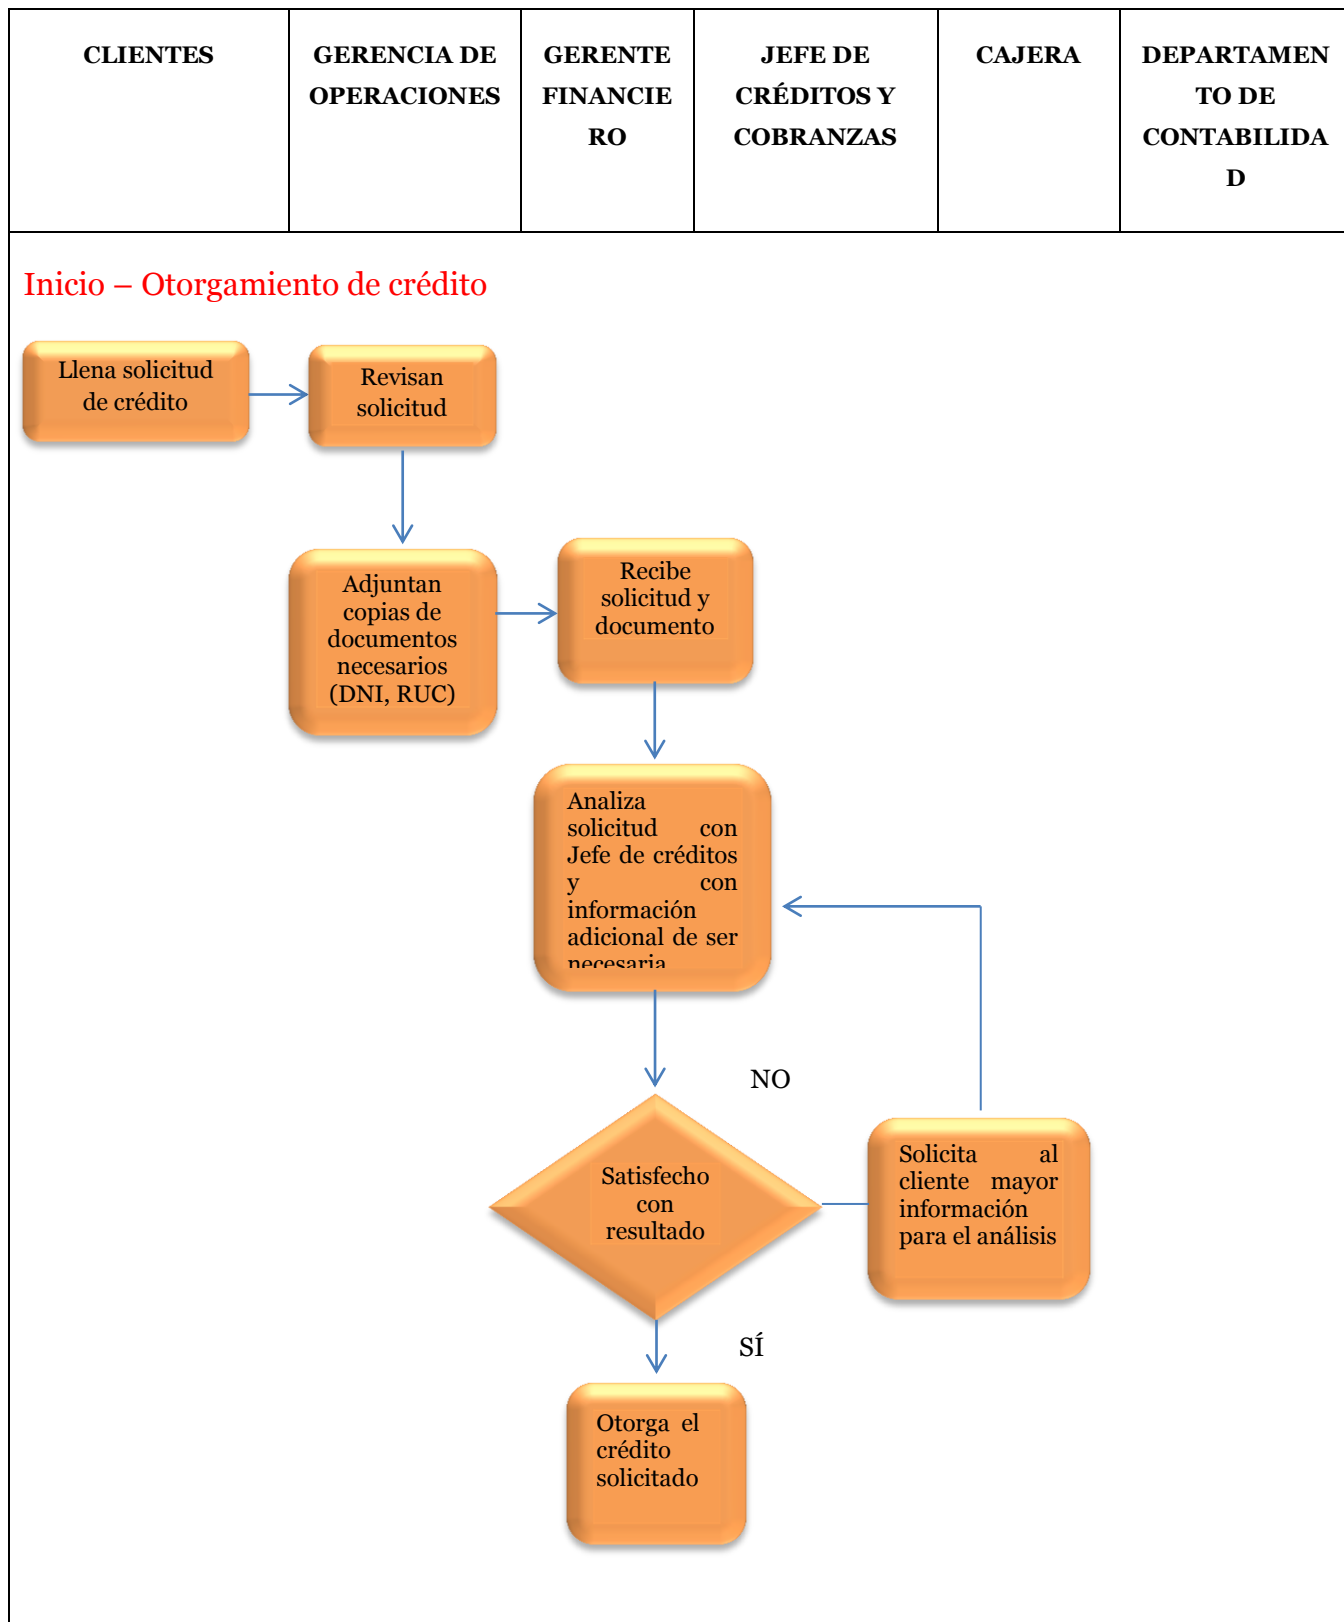 CLIENTES
GERENCIA DE
OPERACIONES
GERENTE
FINANCIE
RO
JEFE DE
CRÉDITOS Y
COBRANZAS
CAJERA
DEPARTAMEN
TO DE
CONTABILIDA
D
Inicio – Otorgamiento de crédito
Llena solicitud
de crédito
Revisan
solicitud
Adjuntan
copias de
documentos
necesarios
(DNI, RUC)
Recibe
solicitud y
documento
Analiza
solicitud con
Jefe de créditos
y con
información
adicional de ser
necesaria
NO
Satisfecho
con
resultado
Solicita al
cliente mayor
información
para el análisis
SÍ
Otorga el
crédito
solicitado